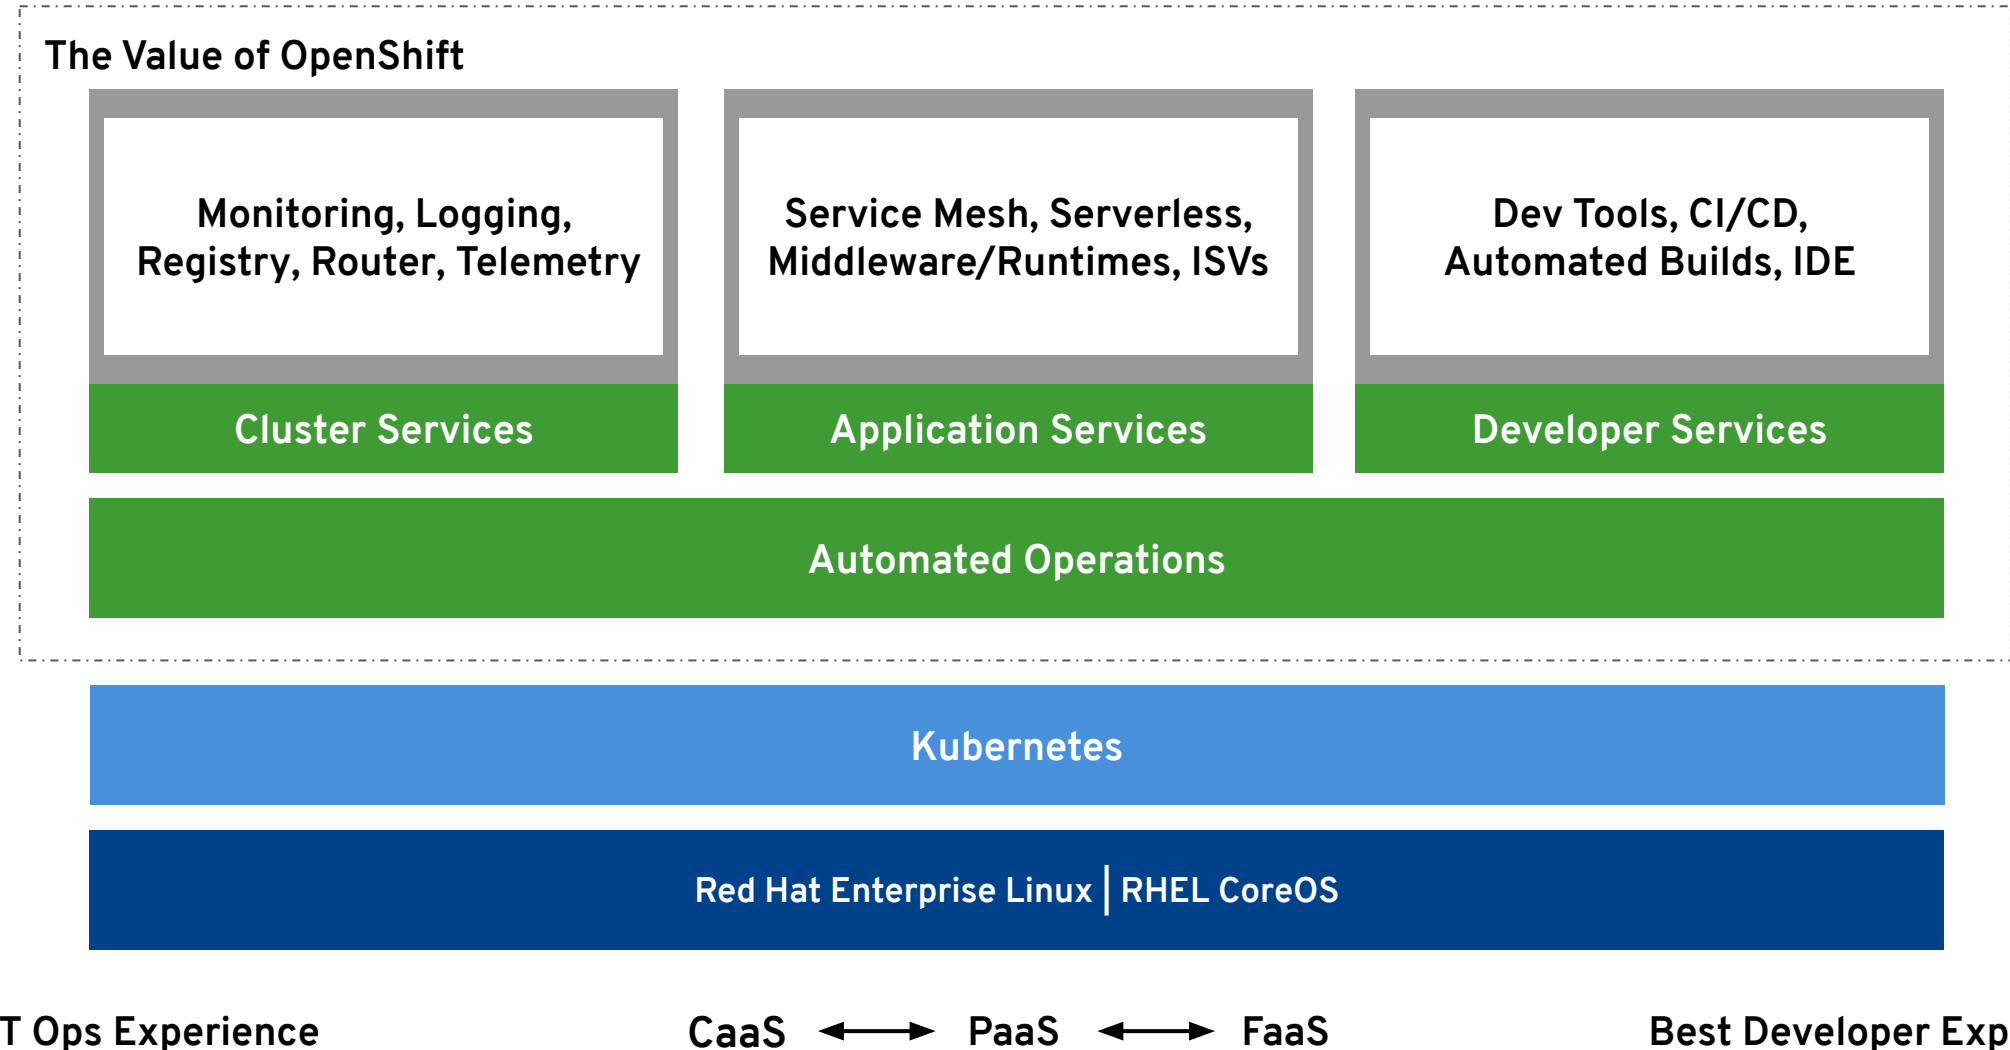 The Value of OpenShift
Monitoring, Logging,
Registry, Router, Telemetry
Service Mesh, Serverless,
Middleware/Runtimes, ISVs
Dev Tools, CI/CD,
Automated Builds, IDE
Cluster Services
Application Services
Developer Services
Automated Operations
Kubernetes
Red Hat Enterprise Linux | RHEL CoreOS
T Ops Experience
CaaS
PaaS
FaaS
Best Developer Exp